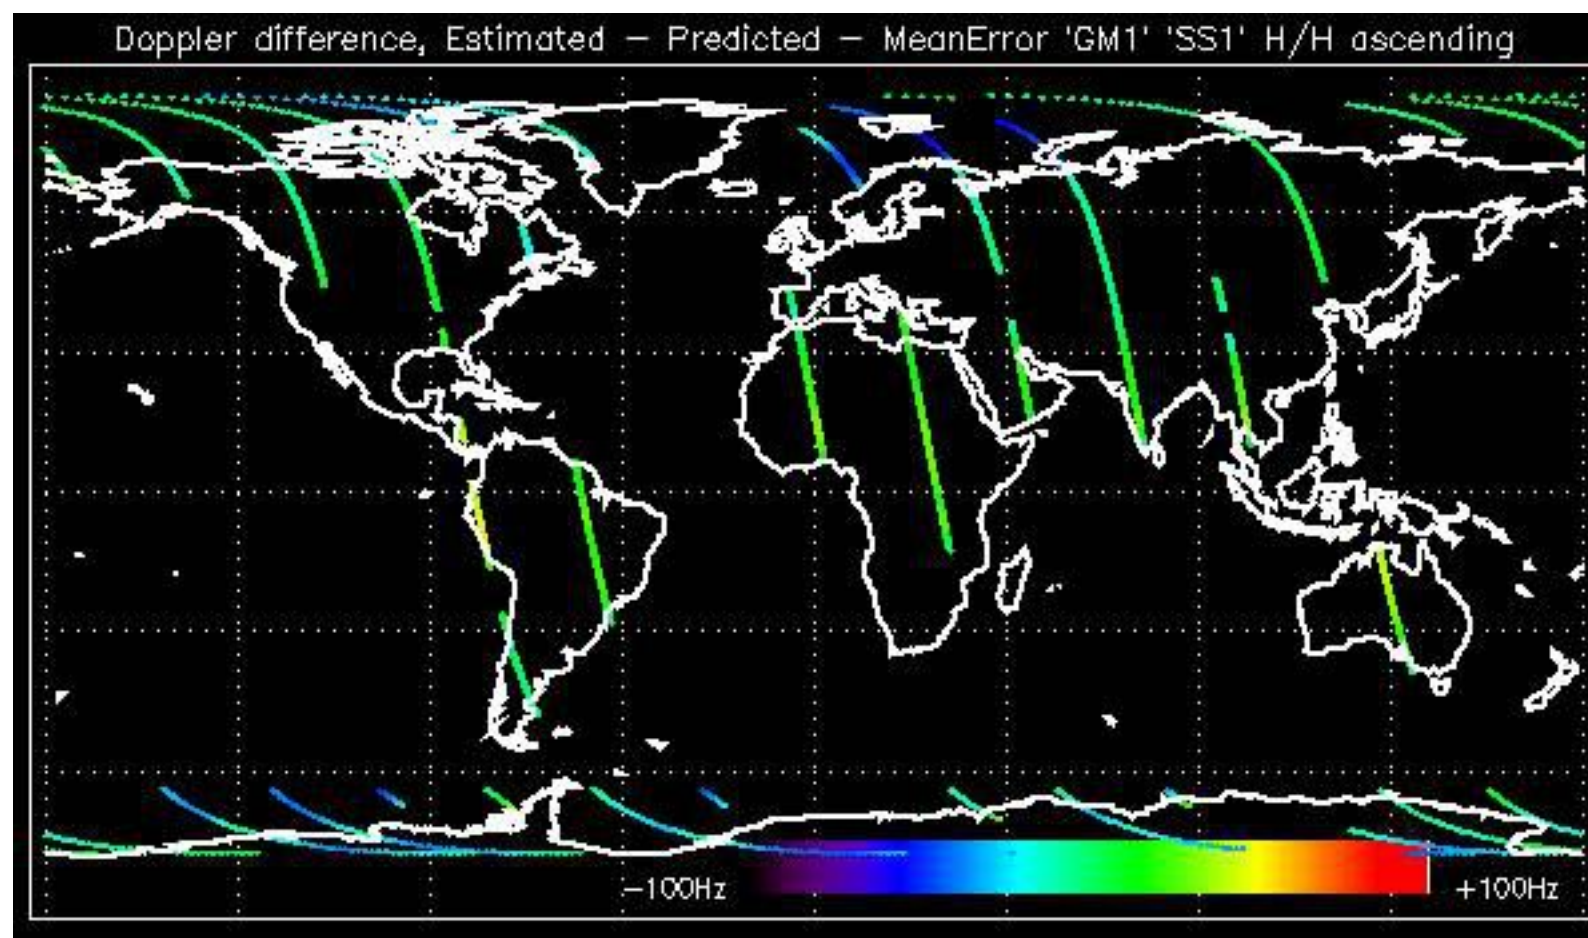 Doppler difference, Estimated — Predicted — MeanError 'GM1' 'SS1' H/H ascending
−100Hz
+100Hz